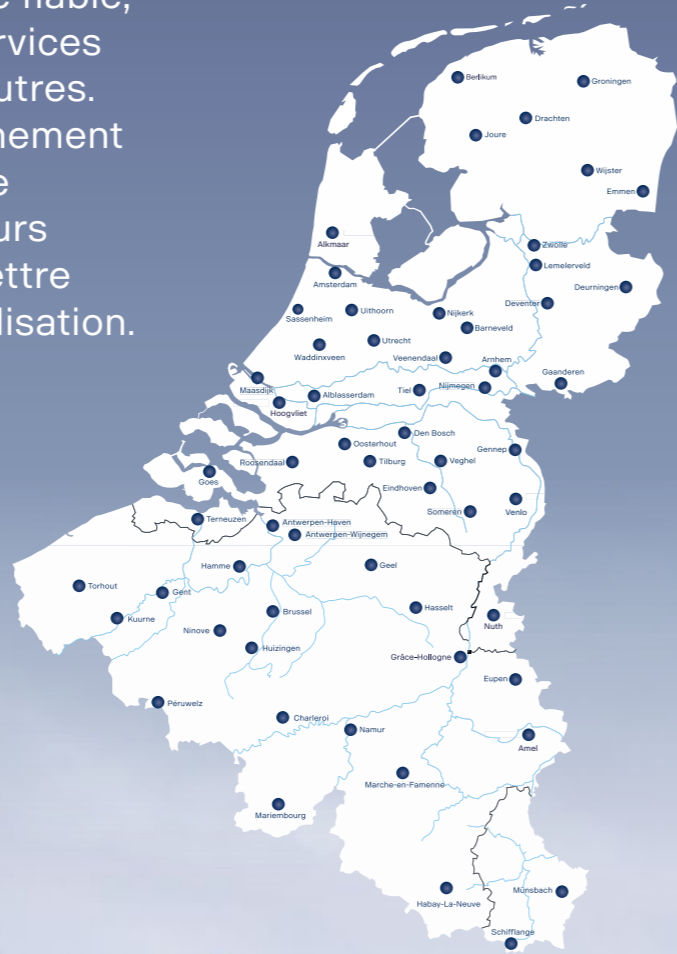 fiable,
rvices
utres.
nement
e
urs
ettre
lisation.
Berlikum
Groningen
Drachten
Joure
Wijster
Emmen
Alkmaar
Zwolle
Lemelerveld
Amsterdam
Deurningen
Deventer
Sassenheim
Uithoorn
Nijkerk
Barneveld
Utrecht
Waddinxveen
Veenendaal
Arnhem
Gaanderen
Maasdijk
Alblasserdam
Tiel
Nijmegen
Hoogvliet
Den Bosch
Oosterhout
Gennep
Roosendaal
Tilburg
Veghel
Goes
Eindhoven
Venlo
Someren
Terneuzen
Antwerpen-Haven
Antwerpen-Wijnegem
Hamme
Geel
Torhout
Gent
Hasselt
Brussel
Kuurne
Nuth
Ninove
Huizingen
Grâce-Hollogne
Eupen
Péruwelz
Charleroi
Namur
Amel
Marche-en-Famenne
Mariembourg
Habay-La-Neuve
Münsbach
Schifflange